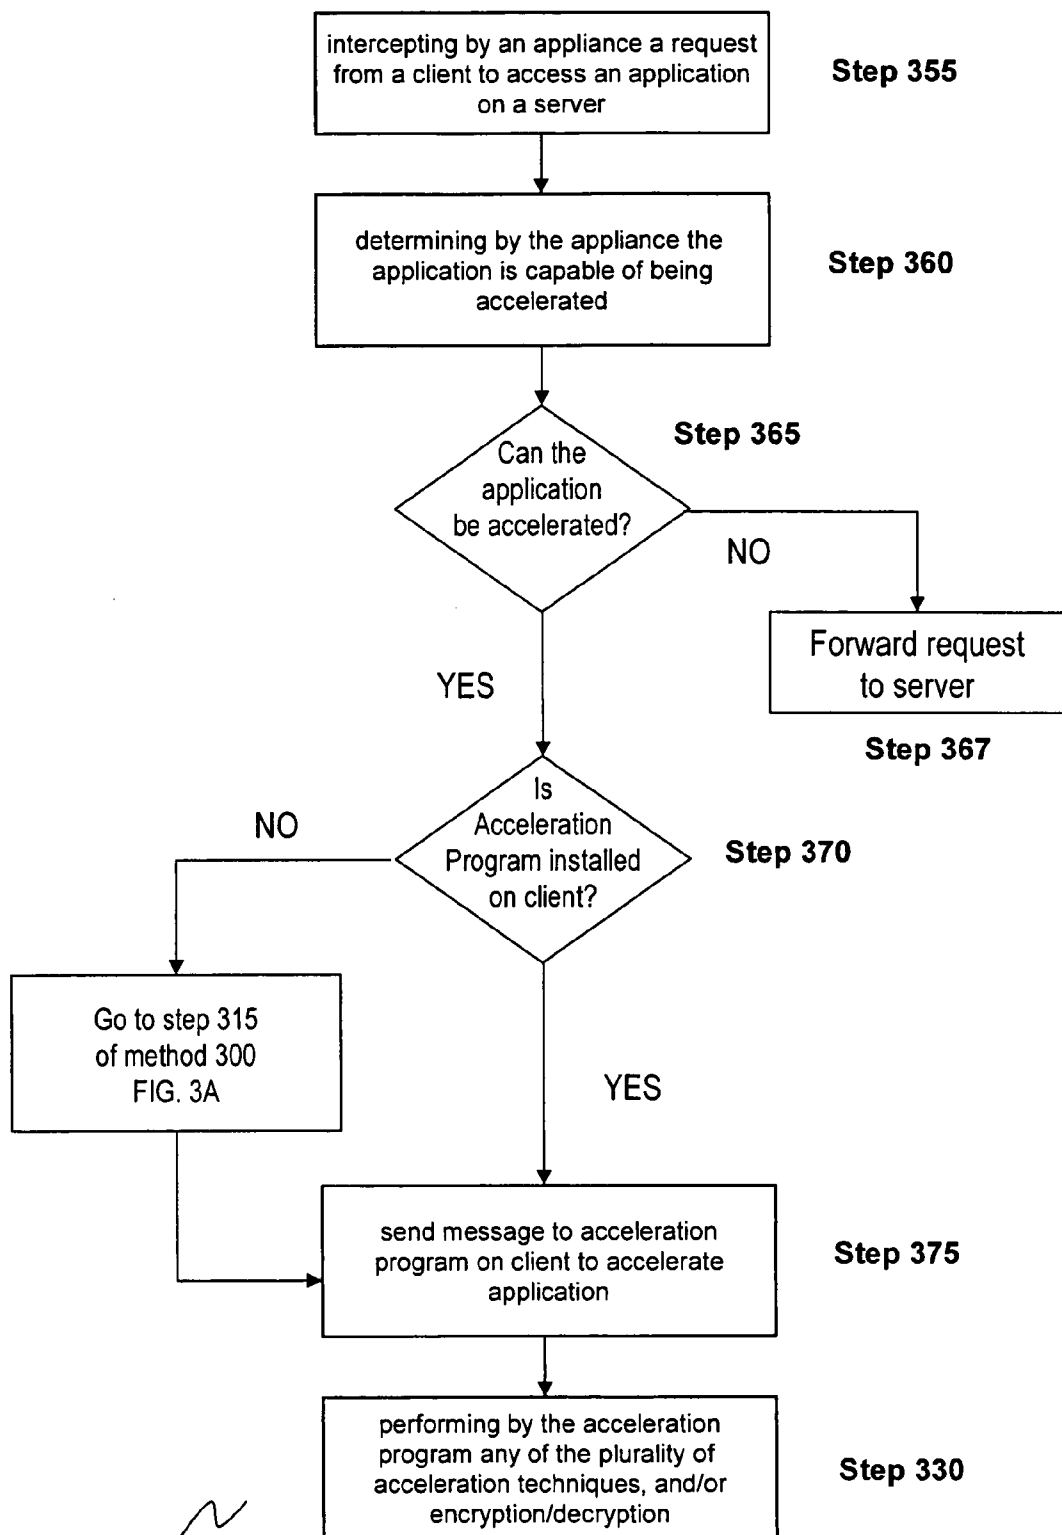 intercepting by an appliance a request
from a client to access an application
on a server
Step 355
determining by the appliance the
application is capable of being
accelerated
Step 360
Step 365
Can the
application
be accelerated?
NO
YES
Forward request
to server
Step 367
Is
Acceleration
Program installed
on client?
Step 370
NO
YES
Go to step 315
of method 300
FIG. 3A
send message to acceleration
program on client to accelerate
application
Step 375
performing by the acceleration
program any of the plurality of
acceleration techniques, and/or
encryption/decryption
Step 330